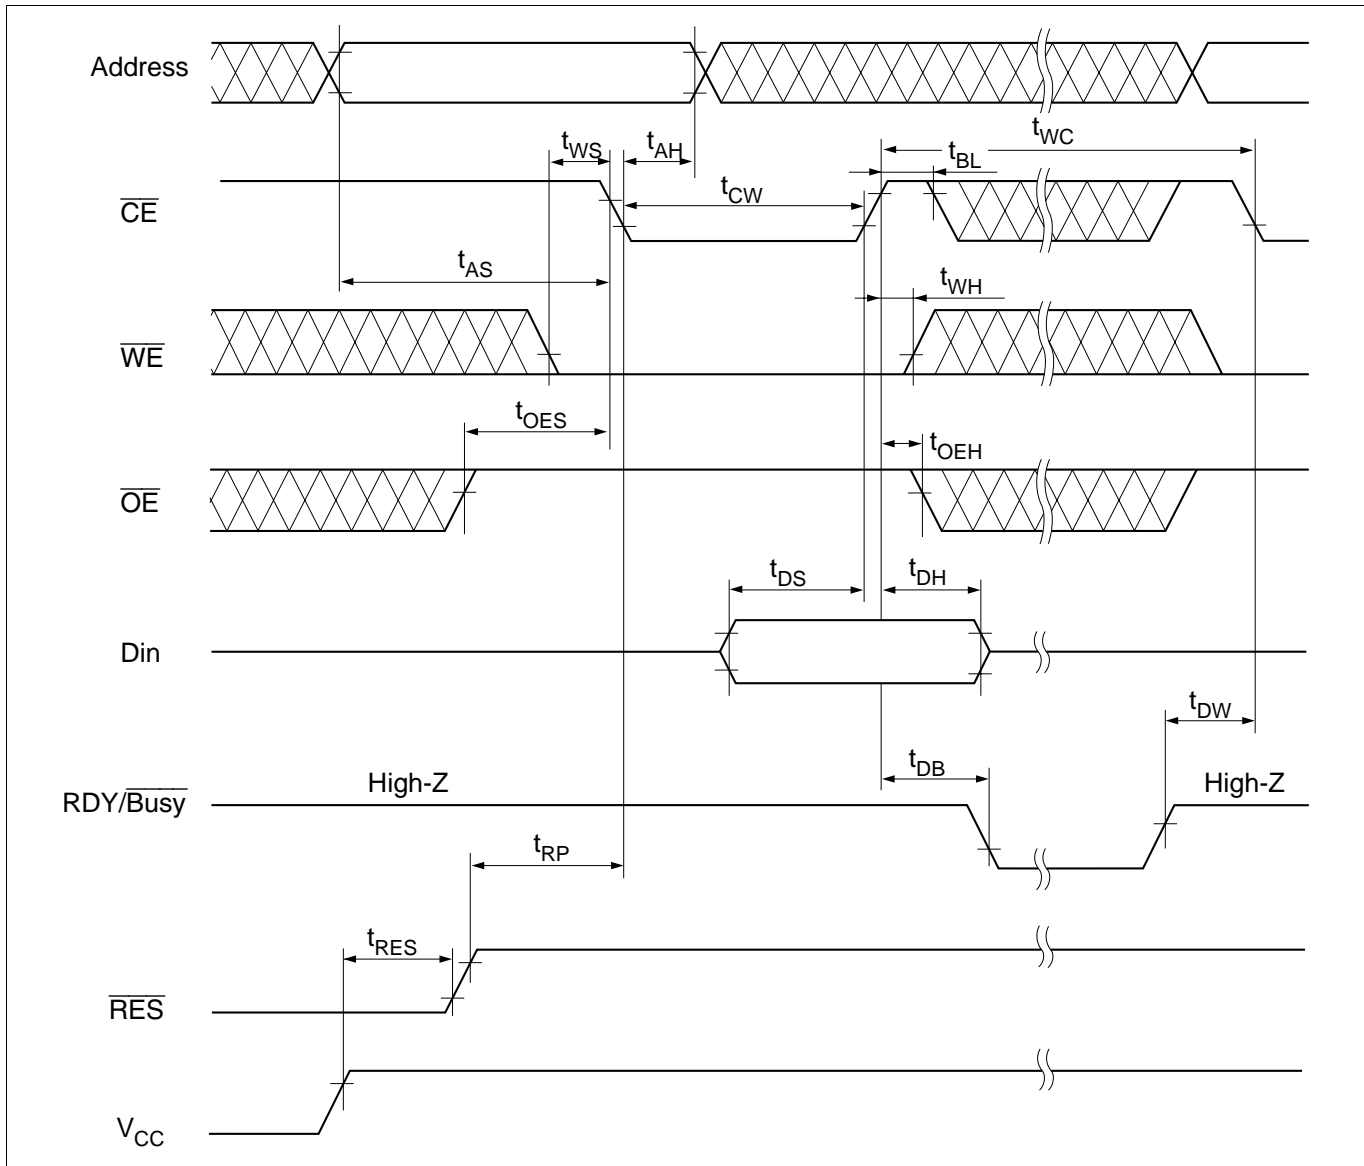 Address
tWS
tAH
tWC
tBL
CE
tCW
tAS
tWH
WE
tOES
tOEH
OE
tDS
tDH
Din
tDW
tDB
High-Z
High-Z
RDY/Busy
tRP
tRES
RES
VCC